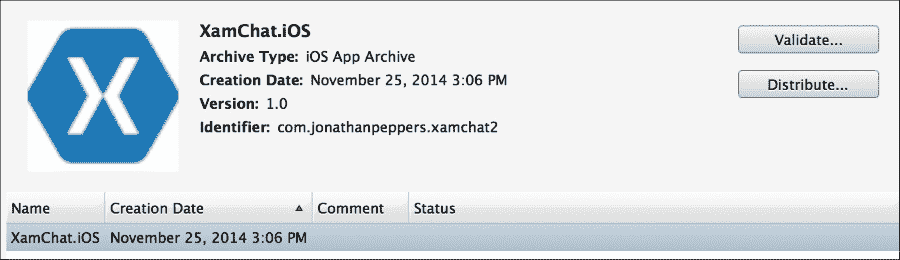 XamChat.iOS
Archive Type: iOS App Archive
Creation Date: November 25, 2014 3:06 PM
Version: 1.0
Identifier: com.jonathanpeppers.xamchat2
Validate...
Distribute...
Name Creation Date Comment Status
XamChat.iOS November 25, 2014 3:06 PM